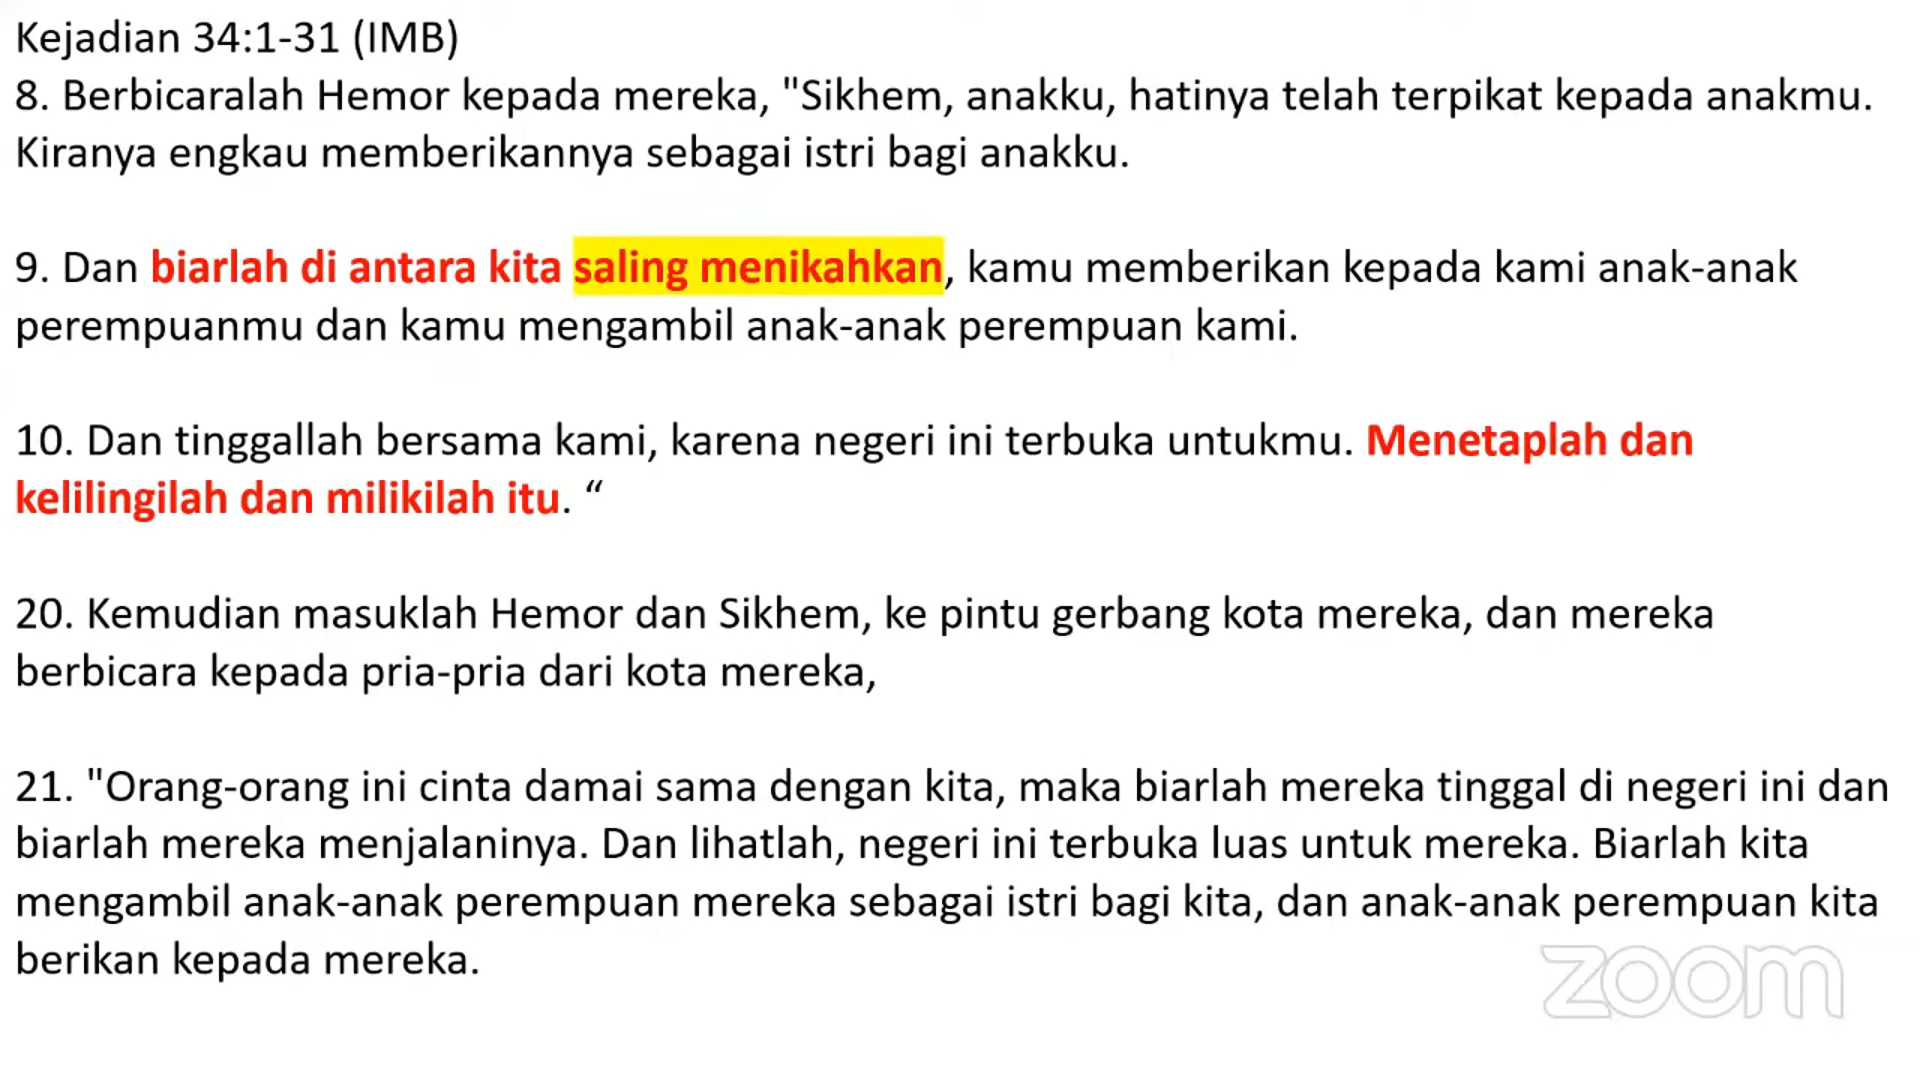 Kejadian 34:1-31 (IMB)
8. Berbicaralah Hemor kepada mereka, "Sikhem, anakku, hatinya telah terpikat kepada anakmu.
Kiranya engkau memberikannya sebagai istri bagi anakku.
9. Dan biarlah di antara kita saling menikahkan, kamu memberikan kepada kami anak-anak
perempuanmu dan kamu mengambil anak-anak perempuan kami.
10. Dan tinggallah bersama kami, karena negeri ini terbuka untukmu. Menetaplah dan
kelilingilah dan milikilah itu. “
20. Kemudian masuklah Hemor dan Sikhem, ke pintu gerbang kota mereka, dan mereka
berbicara kepada pria-pria dari kota mereka,
21. "Orang-orang ini cinta damai sama dengan kita, maka biarlah mereka tinggal di negeri ini dan
biarlah mereka menjalaninya. Dan lihatlah, negeri ini terbuka luas untuk mereka. Biarlah kita
mengambil anak-anak perempuan mereka sebagai istri bagi kita, dan anak-anak perempuan kita
berikan kepada mereka.
zoom